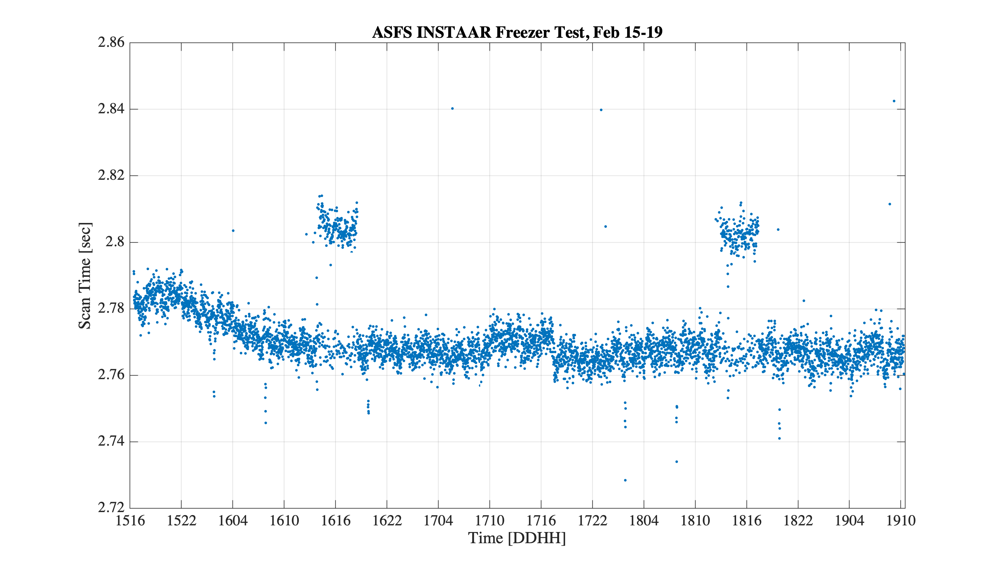 ASFS INSTAAR Freezer Test, Feb 15-19
2.86
2.84
2.82
2.8
2.78
2.76
2.74
2.72
Scan Time [sec]
1516 1522 1604 1610 1616 1622 1704 1710 1716 1722 1804 1810 1816 1822 1904 1910
Time [DDHH]